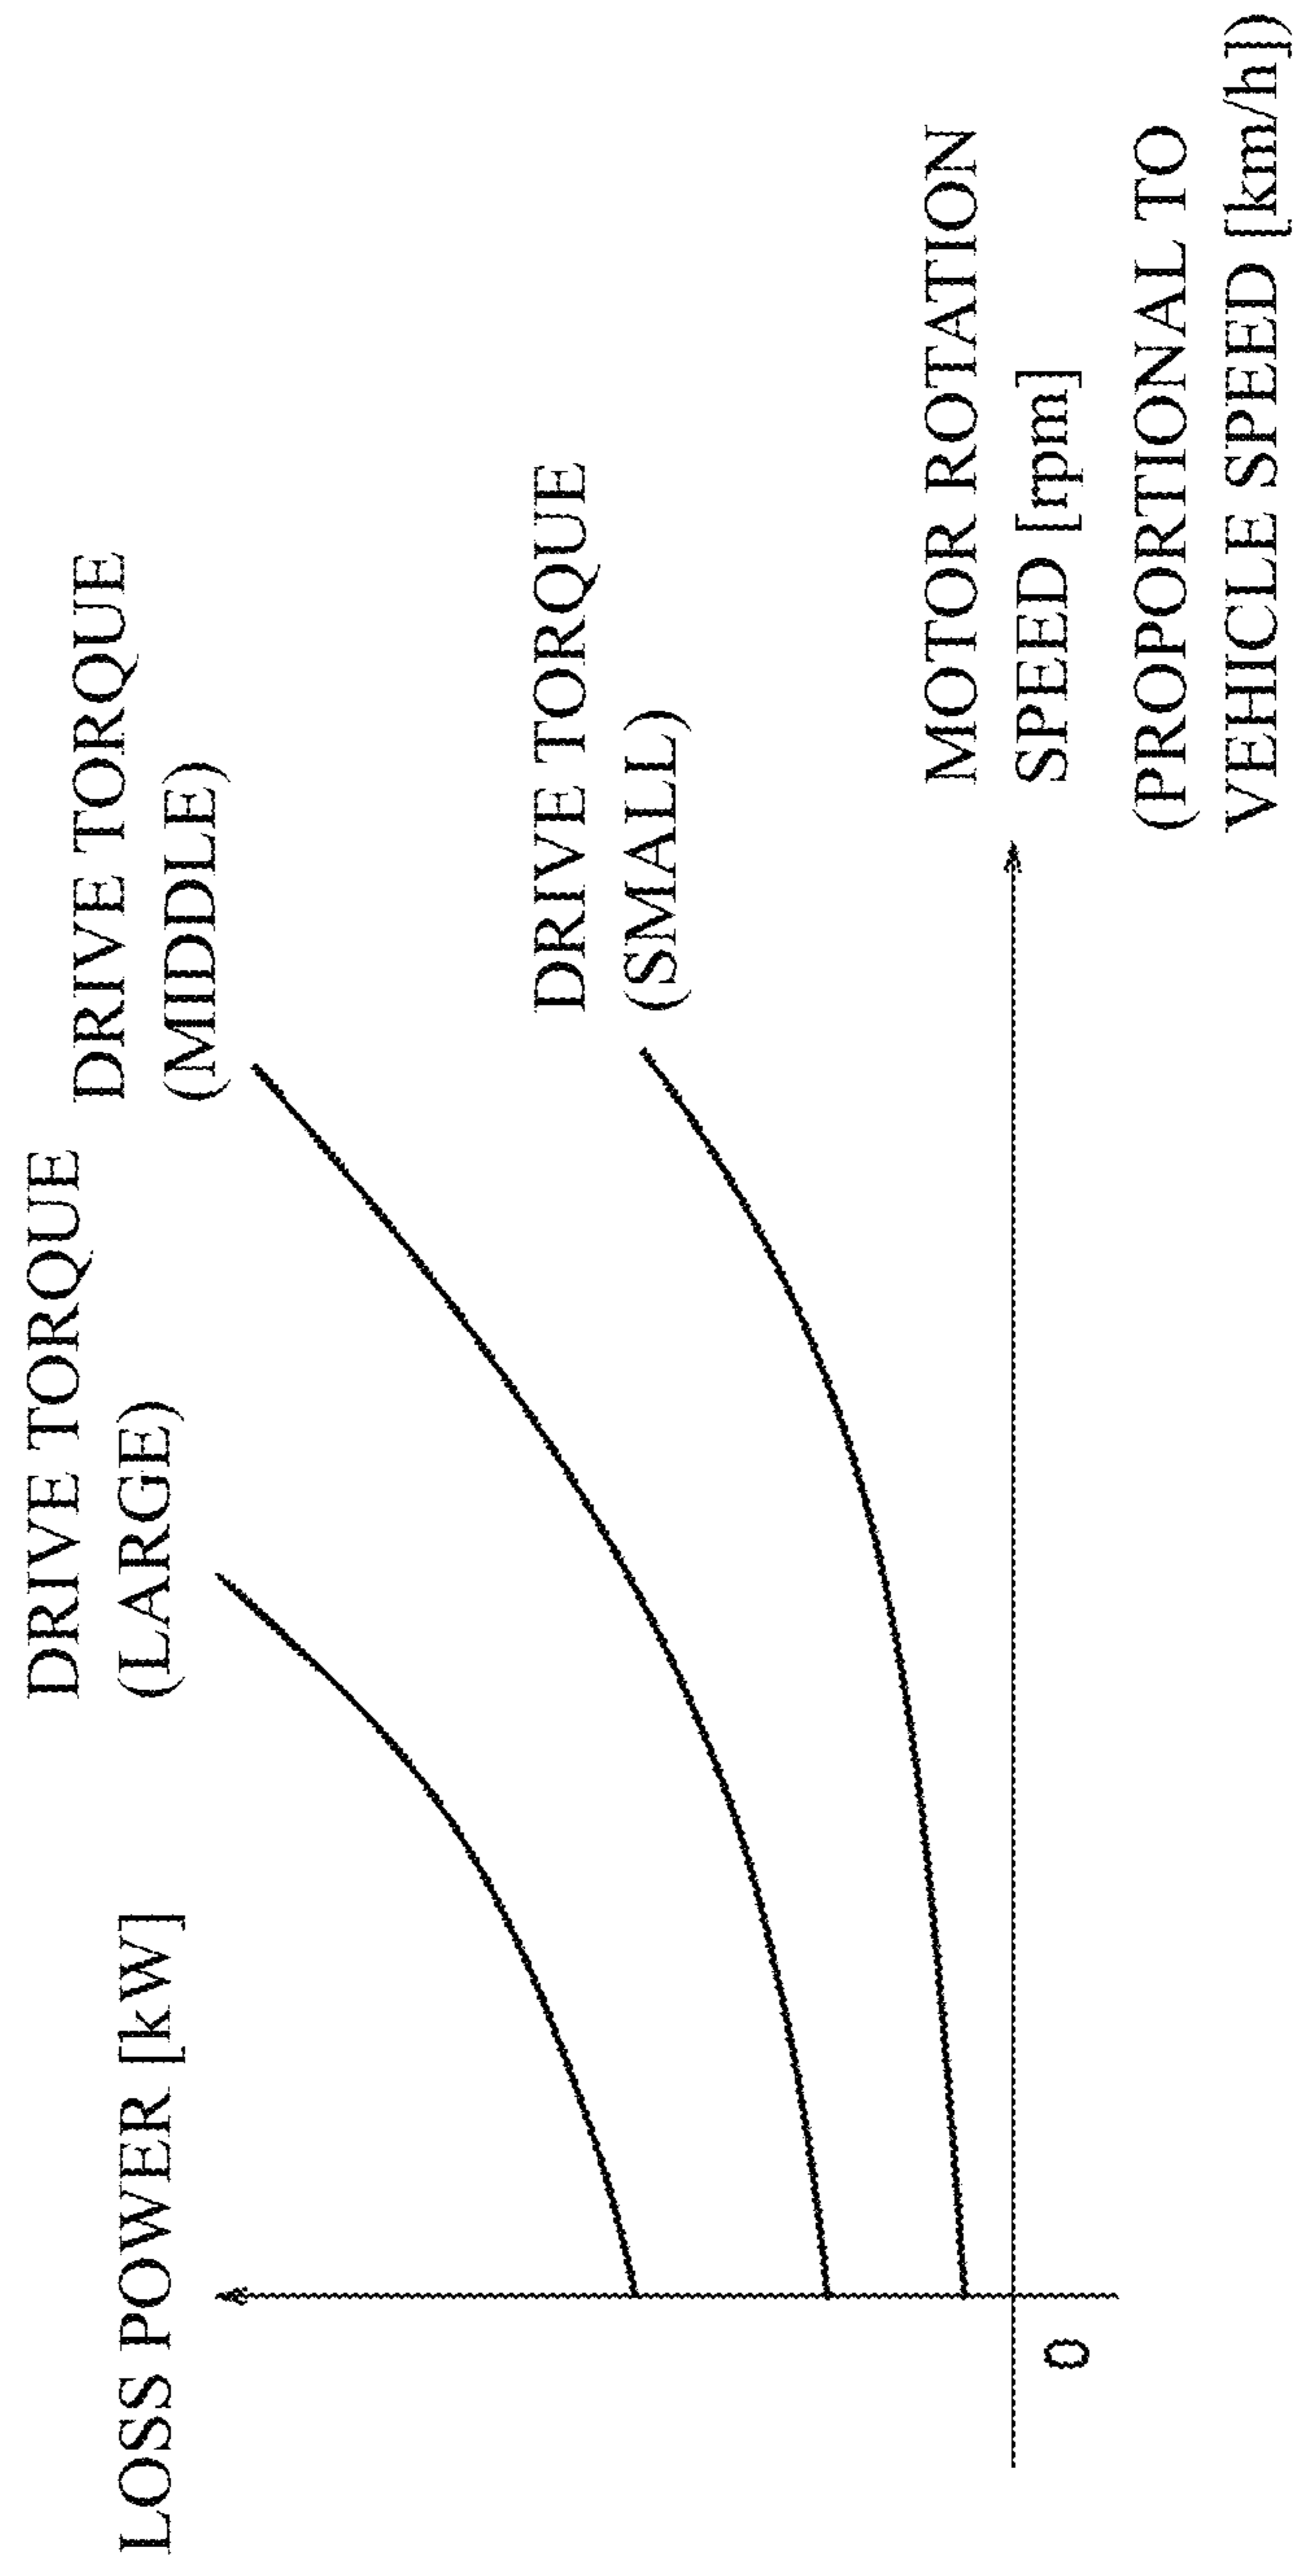 LOSS POWER [kW]
DRIVE TORQUE
(LARGE)
DRIVE TORQUE
(MIDDLE)
DRIVE TORQUE
(SMALL)
MOTOR ROTATION
SPEED [rpm]
(PROPORTIONAL TO
VEHICLE SPEED [km/h])
0